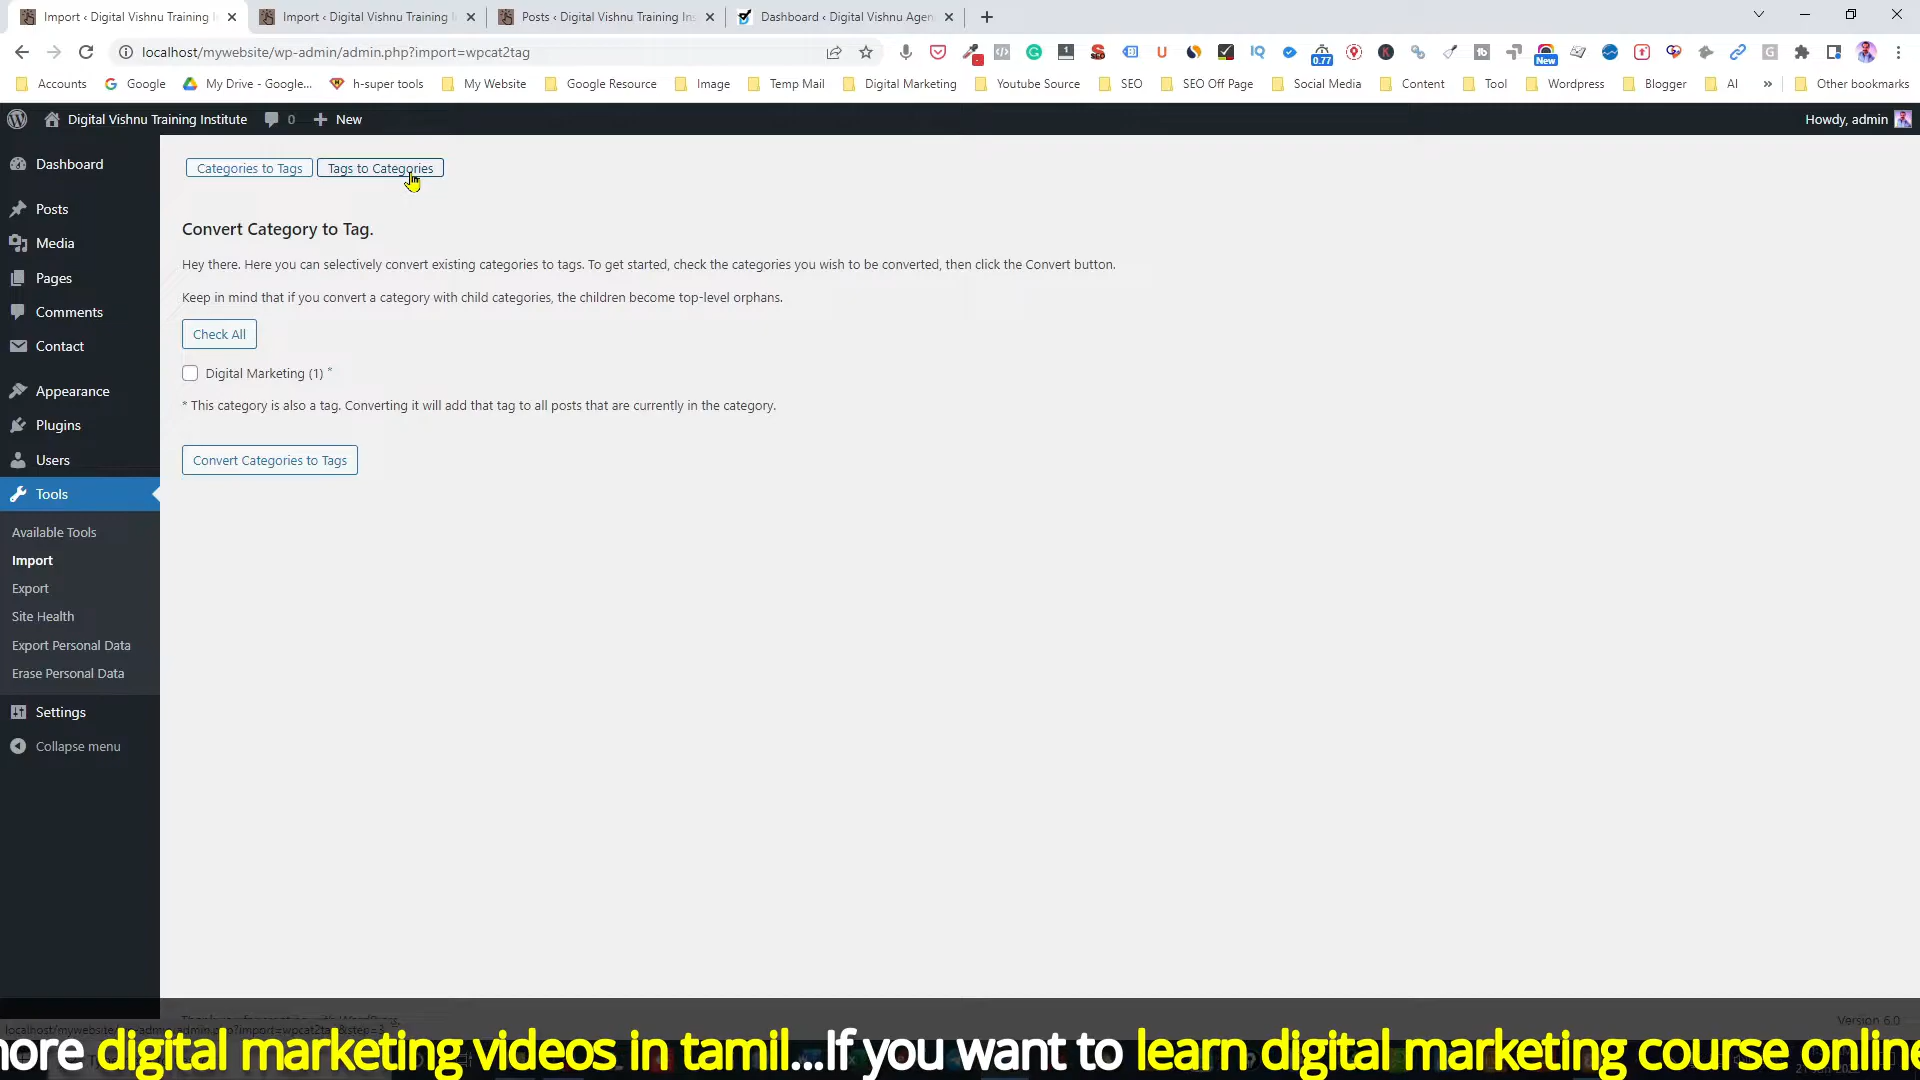 Import ‹ Digital Vishnu Training I
Import ‹ Digital Vishnu Training I
Posts ‹ Digital Vishnu Training Ins
Dashboard ‹ Digital Vishnu Agen
localhost/mywebsite/wp-admin/admin.php?import=wpcat2tag
0.77
New
Accounts
Google
My Drive - Google...
h-super tools
My Website
Google Resource
Image
Temp Mail
Digital Marketing
Youtube Source
SEO
SEO Off Page
Social Media
Content
Tool
Wordpress
Blogger
AI
»
Other bookmarks
Digital Vishnu Training Institute
0
New
Howdy, admin
Dashboard
Posts
Media
Pages
Comments
Contact
Appearance
Plugins
Users
Tools
Available Tools
Import
Export
Site Health
Export Personal Data
Erase Personal Data
Settings
Collapse menu
Categories to Tags
Tags to Categories
Convert Category to Tag.
Hey there. Here you can selectively convert existing categories to tags. To get started, check the categories you wish to be converted, then click the Convert button.
Keep in mind that if you convert a category with child categories, the children become top-level orphans.
Check All
Digital Marketing (1) *
* This category is also a tag. Converting it will add that tag to all posts that are currently in the category.
Convert Categories to Tags
Version 6.0
localhost/mywebsite/wp-admin/admin.php?import=wpcat2tag&step=3
more digital marketing videos in tamil...If you want to learn digital marketing course online